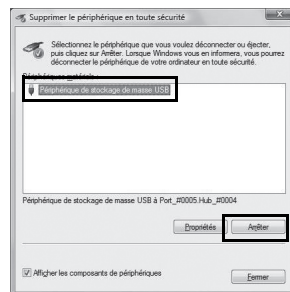 Supprimer le périphérique en toute sécurité
Sélectionnez le périphérique que vous voulez déconnecter ou éjecter,
puis cliquez sur Arrêter. Lorsque Windows vous en informera, vous pourrez
déconnecter le périphérique de votre ordinateur en toute sécurité.
Périphériques matériels :
Périphérique de stockage de masse USB
Périphérique de stockage de masse USB à Port_#0005.Hub_#0004
Propriétés
Arrêter
Afficher les composants de périphériques
Fermer